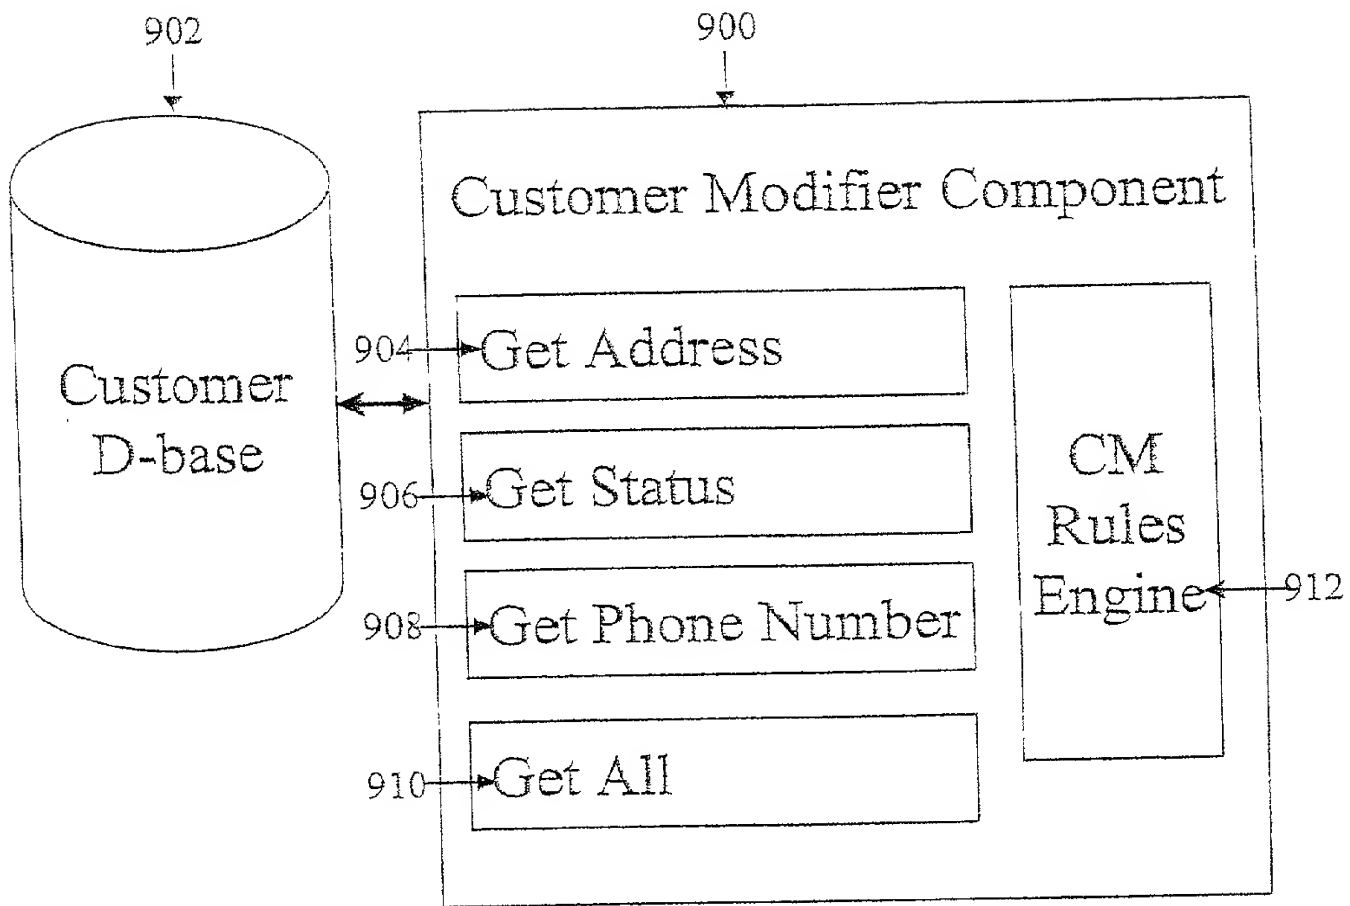 902
900
Customer Modifier Component
Customer
D-base
904
Get Address
906
Get Status
908
Get Phone Number
910
Get All
CM
Rules
Engine
912